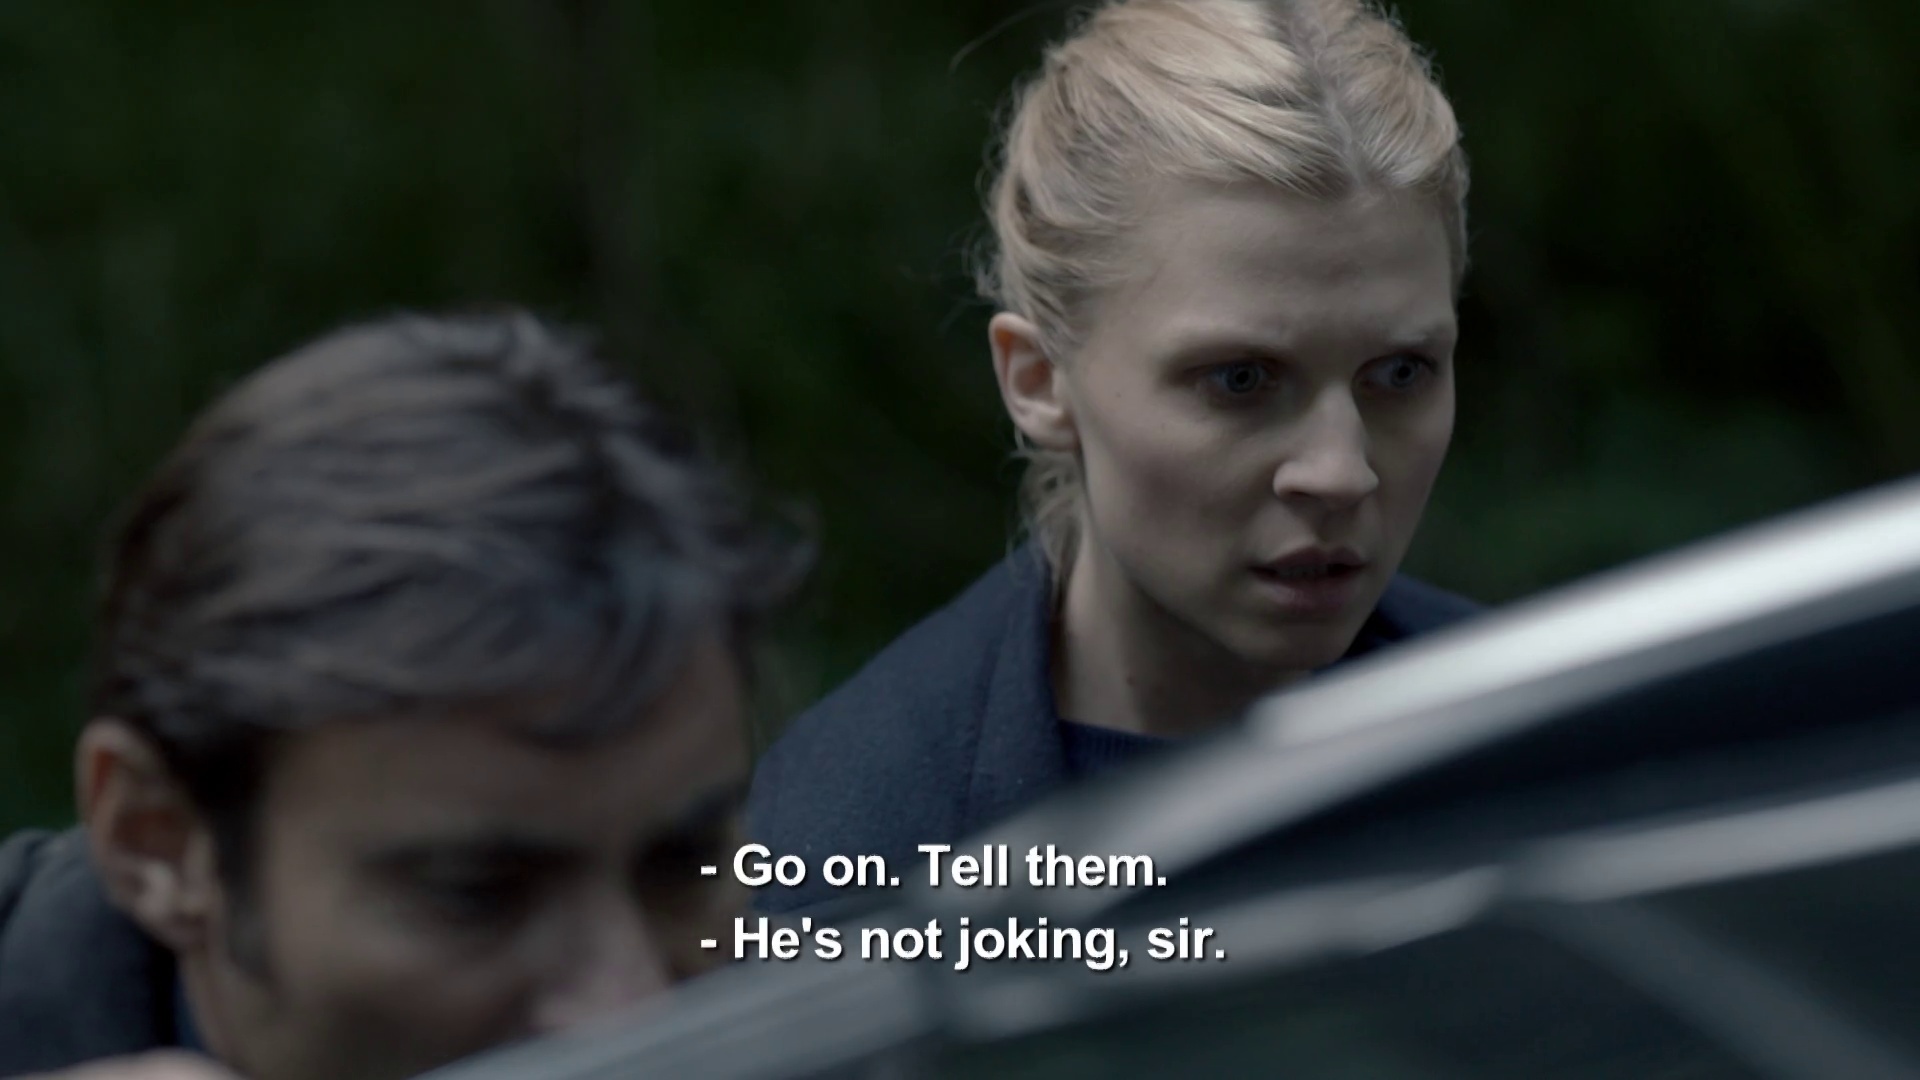 - Go on. Tell them.
- He's not joking, sir.